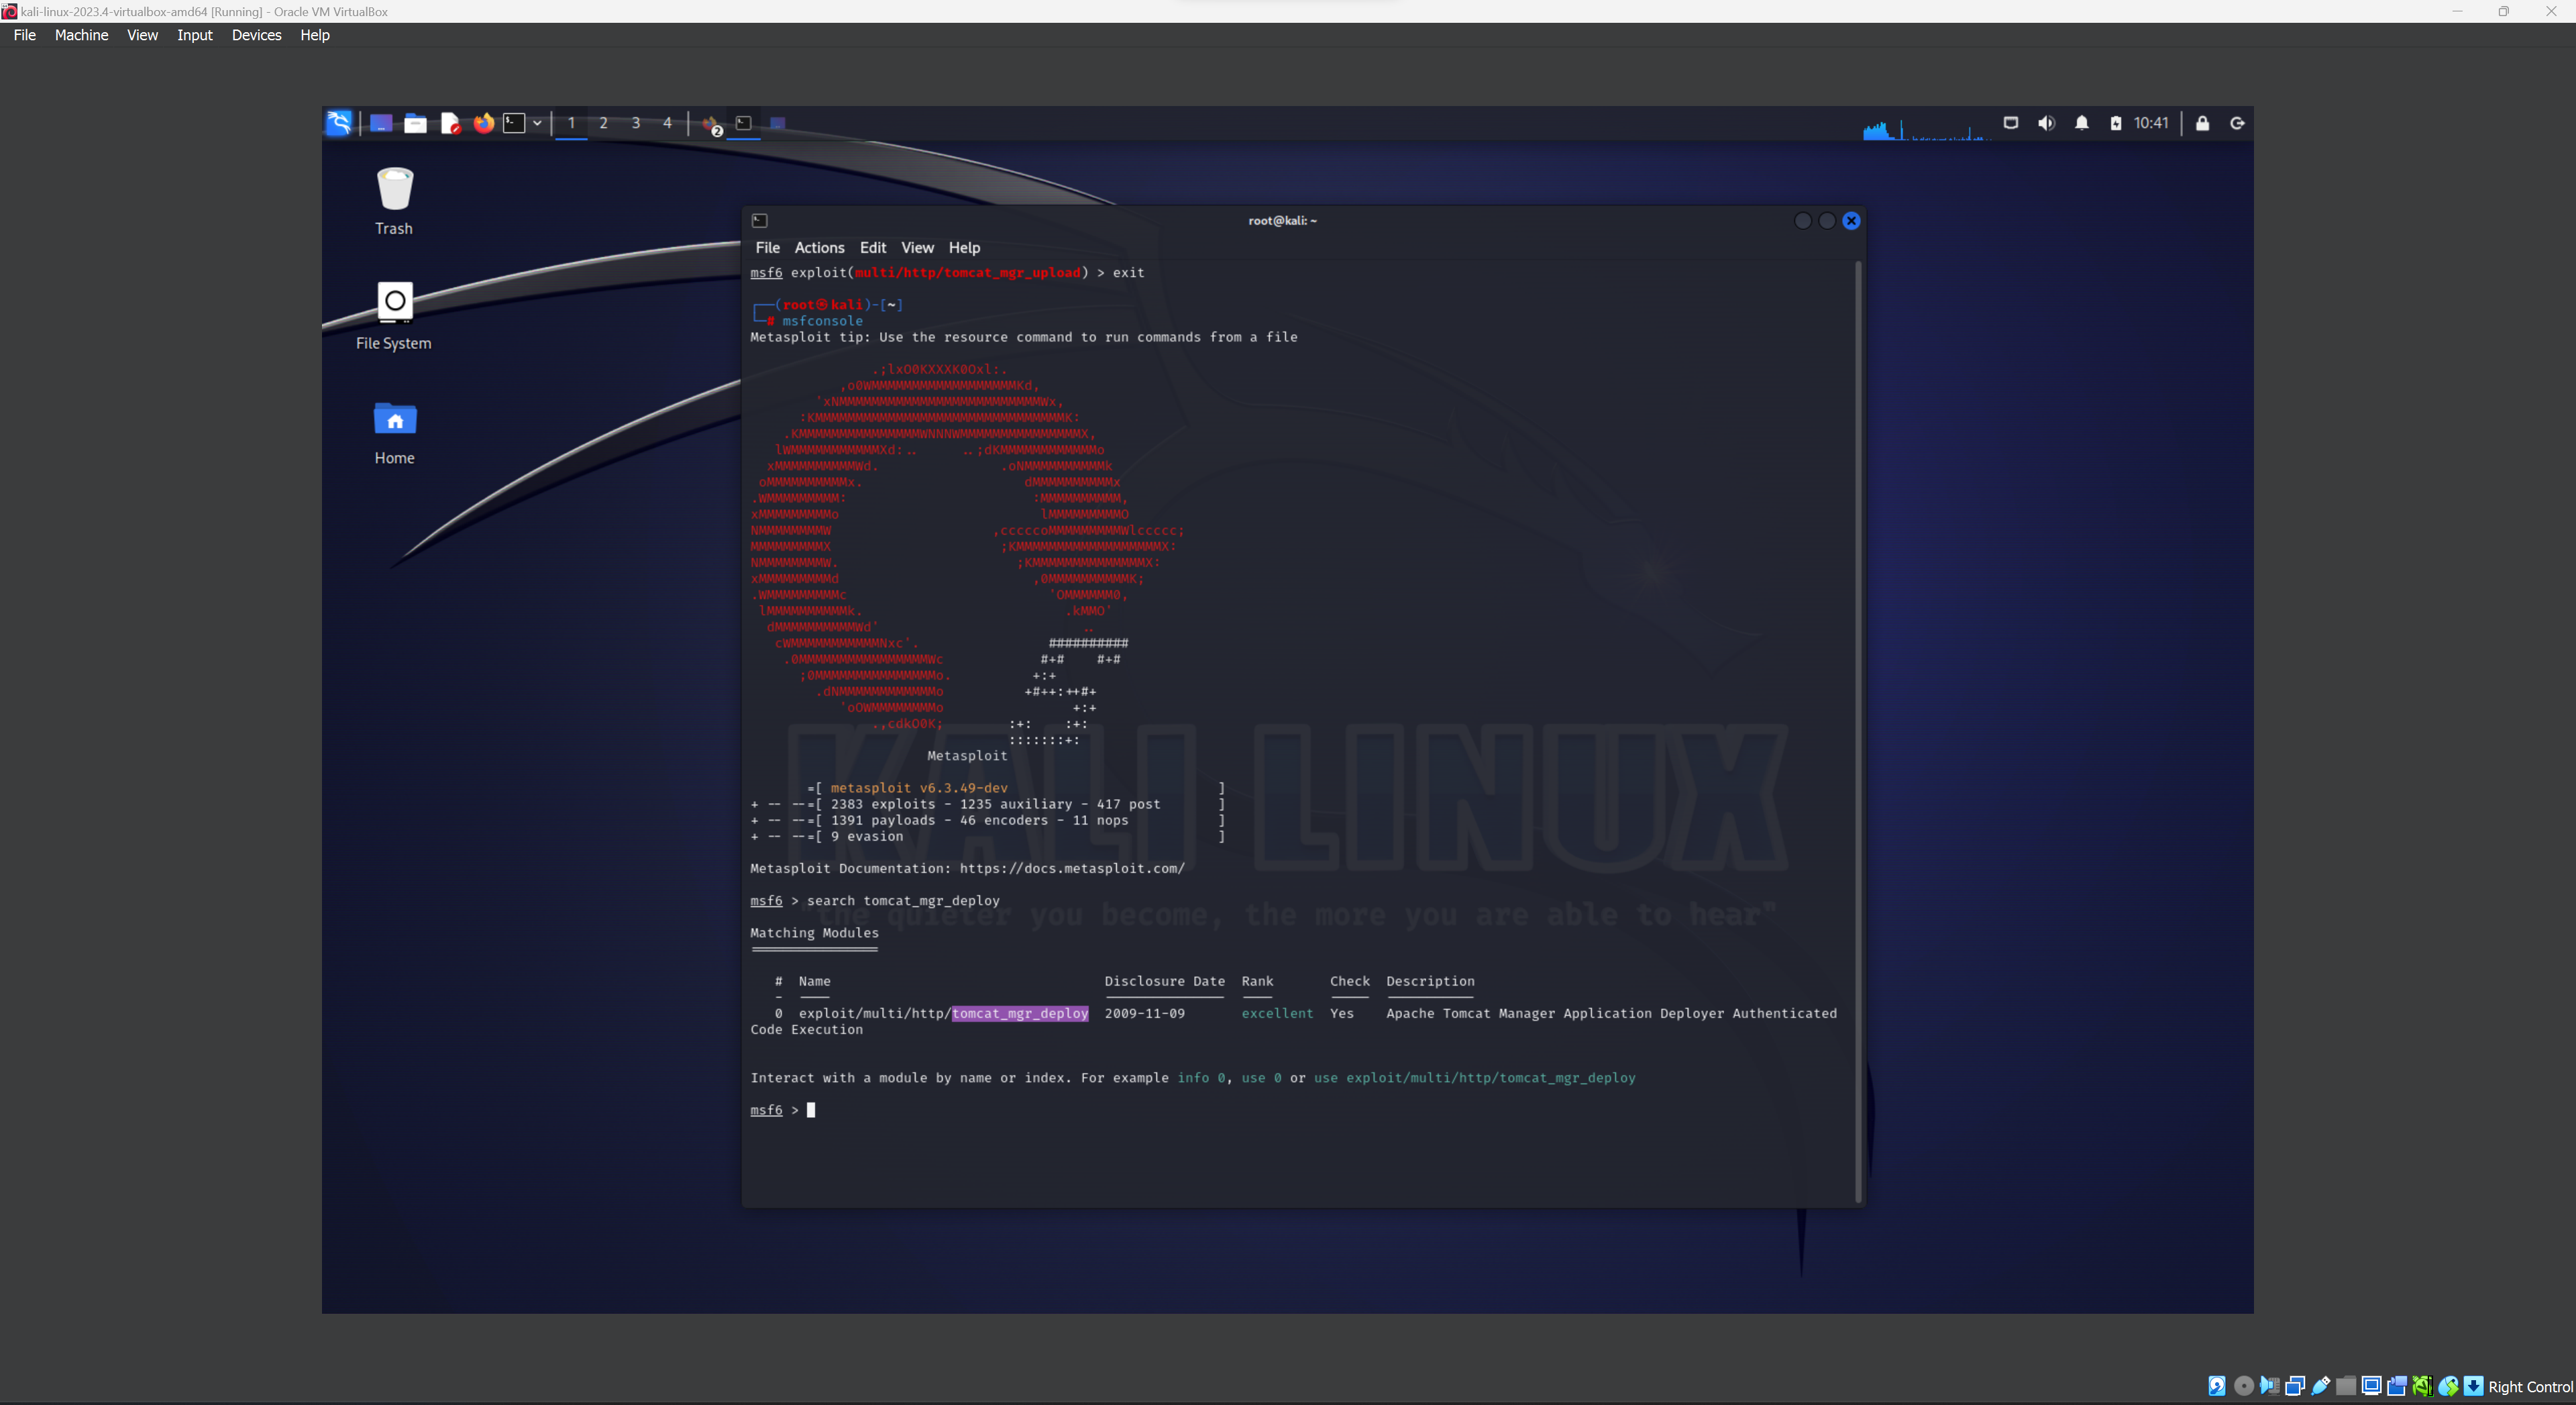 kali-linux-2023.4-virtualbox-amd64 [Running] - Oracle VM VirtualBox
File Machine View Input Devices Help
1 2 3 4
2
10:41
Trash
File System
Home
root@kali: ~
File Actions Edit View Help
msf6 exploit(multi/http/tomcat_mgr_upload) > exit
┌──(root㉿kali)-[~]
└─# msfconsole
Metasploit tip: Use the resource command to run commands from a file
Metasploit
=[ metasploit v6.3.49-dev ]
+ -- --=[ 2383 exploits - 1235 auxiliary - 417 post ]
+ -- --=[ 1391 payloads - 46 encoders - 11 nops ]
+ -- --=[ 9 evasion ]
Metasploit Documentation: https://docs.metasploit.com/
KALI LINUX
msf6 > search tomcat_mgr_deploy
"the quieter you become, the more you are able to hear"
Matching Modules
================
# Name Disclosure Date Rank Check Description
- ---- --------------- ---- ----- -----------
0 exploit/multi/http/tomcat_mgr_deploy 2009-11-09 excellent Yes Apache Tomcat Manager Application Deployer Authenticated
Code Execution
Interact with a module by name or index. For example info 0, use 0 or use exploit/multi/http/tomcat_mgr_deploy
msf6 >
Right Control